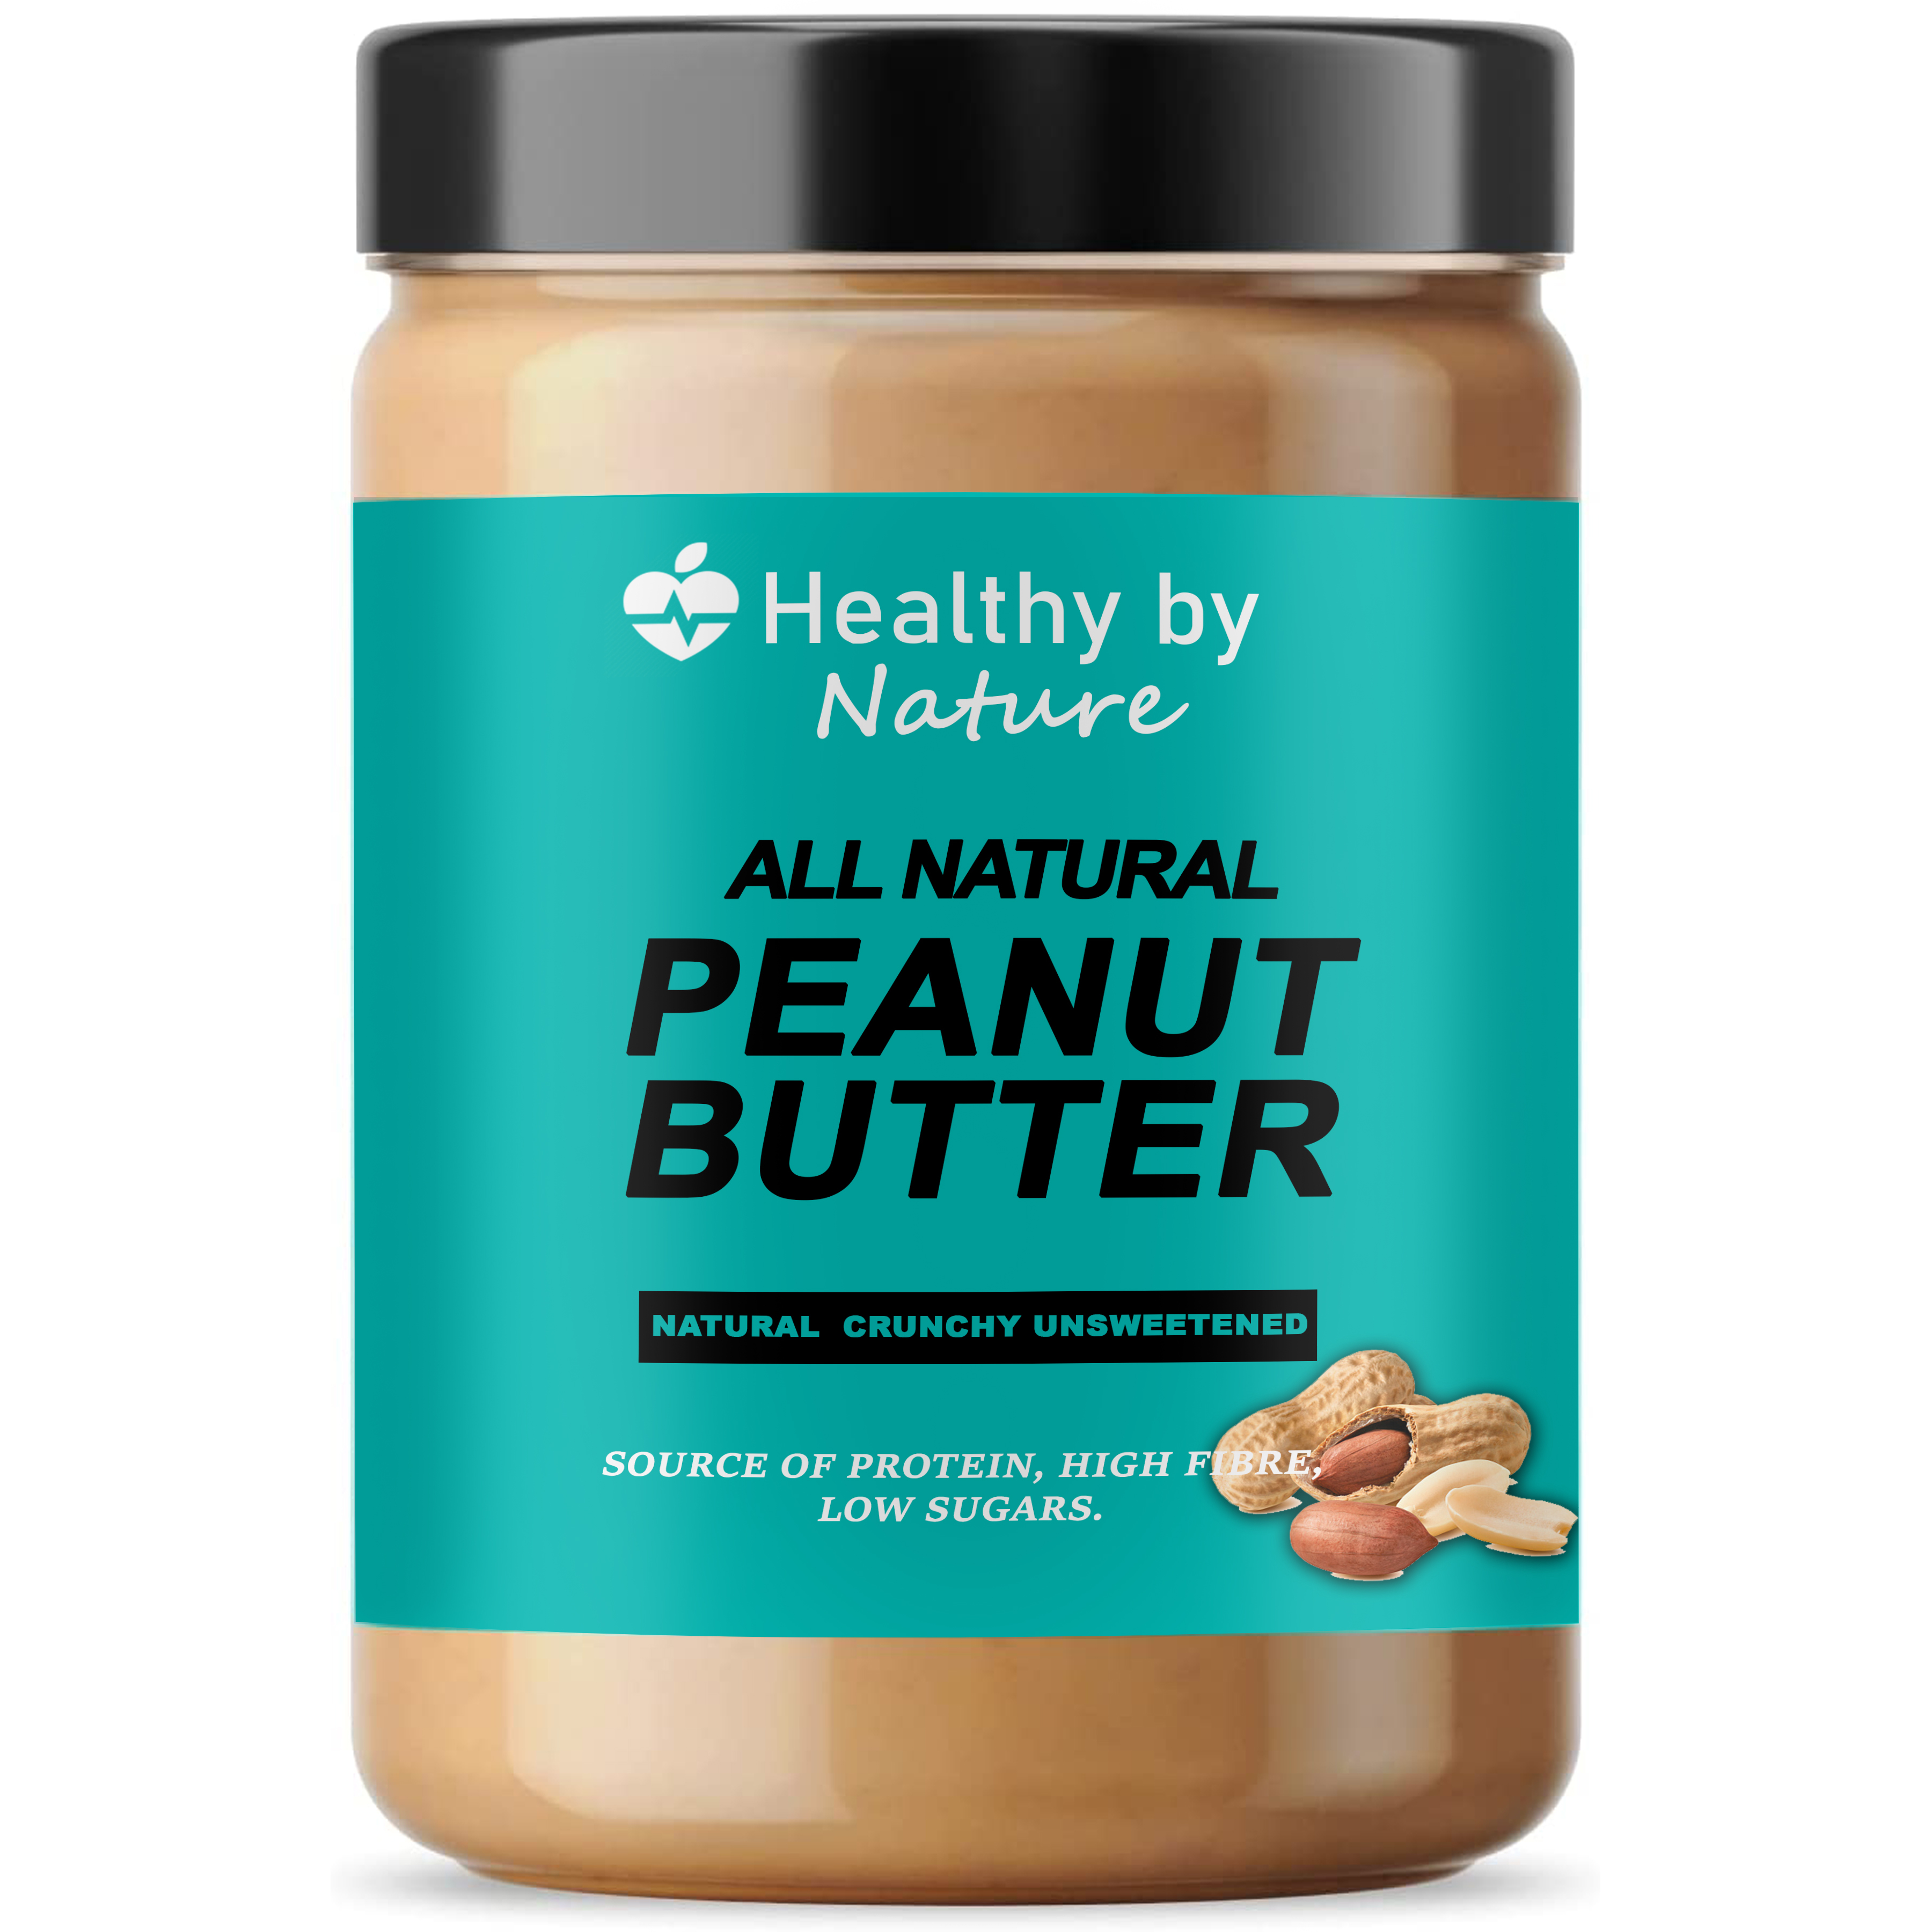 Healthy by
Nature
ALL NATURAL
PEANUT
BUTTER
NATURAL CRUNCHY UNSWEETENED
SOURCE OF PROTEIN, HIGH FIBRE,
LOW SUGARS.